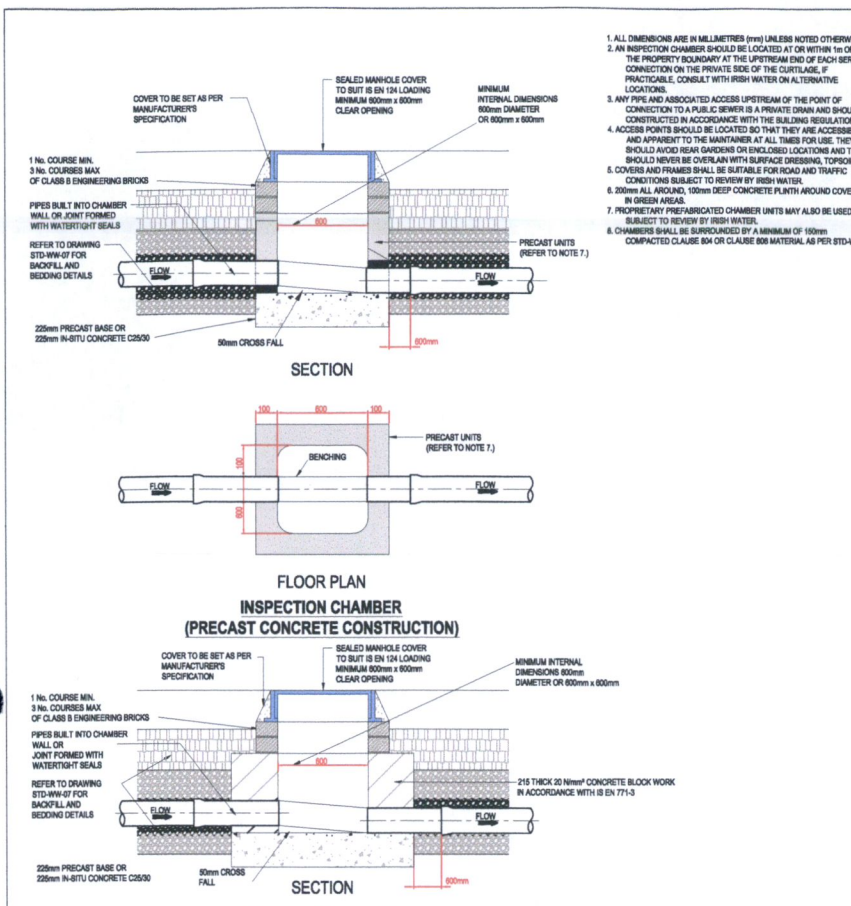 1. ALL DIMENSIONS ARE IN MILLIMETRES (mm) UNLESS NOTED OTHERW
2. AN INSPECTION CHAMBER SHOULD BE LOCATED AT OR WITHIN 1m OF
THE PROPERTY BOUNDARY AT THE UPSTREAM END OF EACH SER
CONNECTION ON THE PRIVATE SIDE OF THE CURTILAGE, IF
PRACTICABLE, CONSULT WITH IRISH WATER ON ALTERNATIVE
LOCATIONS.
3. ANY PIPE AND ASSOCIATED ACCESS UPSTREAM OF THE POINT OF
CONNECTION TO A PUBLIC SEWER IS A PRIVATE DRAIN AND SHOUL
CONSTRUCTED IN ACCORDANCE WITH THE BUILDING REGULATION
4. ACCESS POINTS SHOULD BE LOCATED SO THAT THEY ARE ACCESSIB
AND APPARENT TO THE MAINTAINER AT ALL TIMES FOR USE. THEY
SHOULD AVOID REAR GARDENS OR ENCLOSED LOCATIONS AND T
SHOULD NEVER BE OVERLAIN WITH SURFACE DRESSING, TOPSOI
5. COVERS AND FRAMES SHALL BE SUITABLE FOR ROAD AND TRAFFIC
CONDITIONS SUBJECT TO REVIEW BY IRISH WATER.
6. 200mm ALL AROUND, 100mm DEEP CONCRETE PLINTH AROUND COVE
IN GREEN AREAS.
7. PROPRIETARY PREFABRICATED CHAMBER UNITS MAY ALSO BE USED
SUBJECT TO REVIEW BY IRISH WATER.
8. CHAMBERS SHALL BE SURROUNDED BY A MINIMUM OF 150mm
COMPACTED CLAUSE 804 OR CLAUSE 808 MATERIAL AS PER STD-W
SEALED MANHOLE COVER
TO SUIT IS EN 124 LOADING
MINIMUM 600mm x 600mm
CLEAR OPENING
MINIMUM
INTERNAL DIMENSIONS
600mm DIAMETER
OR 600mm x 600mm
COVER TO BE SET AS PER
MANUFACTURER'S
SPECIFICATION
1 No. COURSE MIN.
3 No. COURSES MAX
OF CLASS B ENGINEERING BRICKS
PIPES BUILT INTO CHAMBER
WALL OR JOINT FORMED
WITH WATERTIGHT SEALS
600
PRECAST UNITS
(REFER TO NOTE 7.)
REFER TO DRAWING
STD-WW-07 FOR
BACKFILL AND
BEDDING DETAILS
FLOW
FLOW
225mm PRECAST BASE OR
225mm IN-SITU CONCRETE C25/30
50mm CROSS FALL
600mm
SECTION
100
600
100
PRECAST UNITS
(REFER TO NOTE 7.)
100
BENCHING
FLOW
FLOW
600
FLOOR PLAN
INSPECTION CHAMBER
(PRECAST CONCRETE CONSTRUCTION)
COVER TO BE SET AS PER
MANUFACTURER'S
SPECIFICATION
SEALED MANHOLE COVER
TO SUIT IS EN 124 LOADING
MINIMUM 600mm x 600mm
CLEAR OPENING
MINIMUM INTERNAL
DIMENSIONS 600mm
DIAMETER OR 600mm x 600mm
1 No. COURSE MIN.
3 No. COURSES MAX
OF CLASS B ENGINEERING BRICKS
PIPES BUILT INTO CHAMBER
WALL OR
JOINT FORMED WITH
WATERTIGHT SEALS
600
REFER TO DRAWING
STD-WW-07 FOR
BACKFILL AND
BEDDING DETAILS
215 THICK 20 N/mm² CONCRETE BLOCK WORK
IN ACCORDANCE WITH IS EN 771-3
FLOW
FLOW
225mm PRECAST BASE OR
225mm IN-SITU CONCRETE C25/30
50mm CROSS
FALL
600mm
SECTION